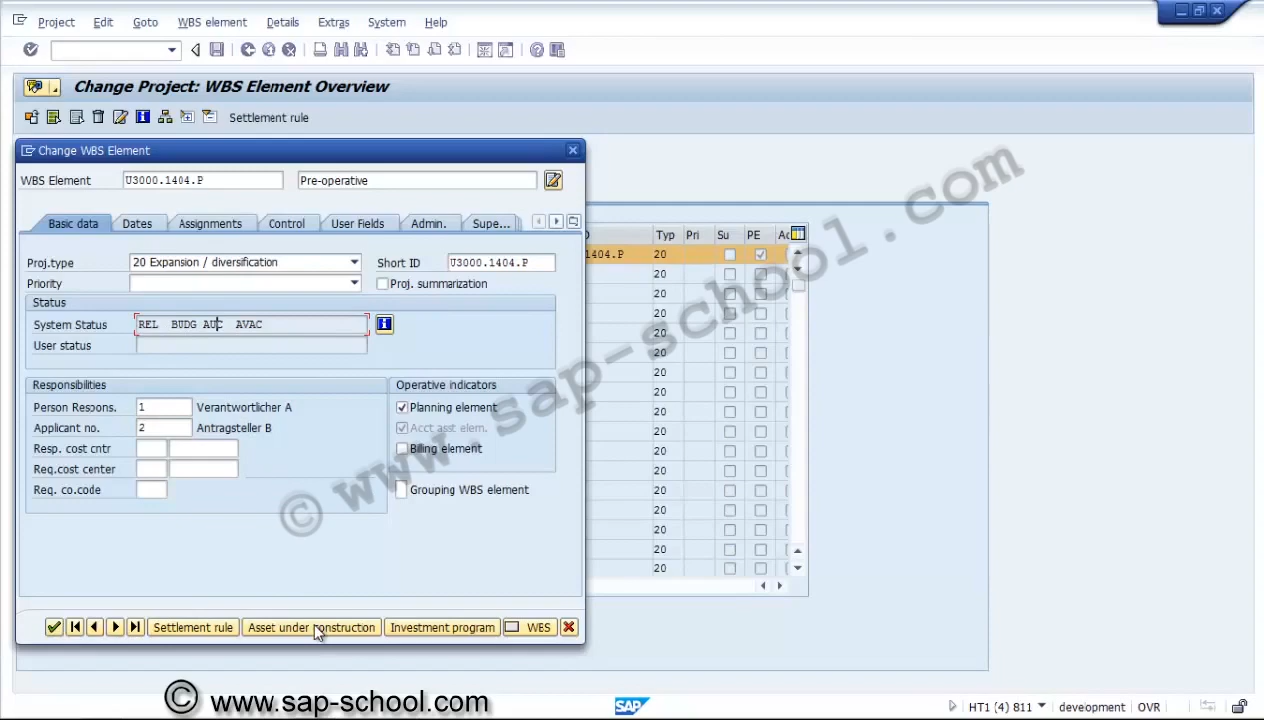 Project Edit Goto WBS element Details Extras System Help
Change Project: WBS Element Overview
Settlement rule
Change WBS Element
WBS Element U3000.1404.P Pre-operative
Basic data Dates Assignments Control User Fields Admin. Supe...
Typ Pri Su PE
Proj.type 20 Expansion / diversification Short ID U3000.1404.P
1404.P 20
Priority Proj. summarization
20
Status
20
System Status REL BUDG AUC AVAC
20
User status
20
20
20
Responsibilities Operative indicators
20
Person Respons. 1 Verantwortlicher A Planning element
20
Applicant no. 2 Antragsteller B Acct asst elem.
20
Resp. cost cntr Billing element
20
Req.cost center
20
Req. co.code Grouping WBS element
20
20
20
20
20
Settlement rule Asset under construction Investment program WBS
© www.sap-school.com
© www.sap-school.com
SAP
HT1 (4) 811 development OVR